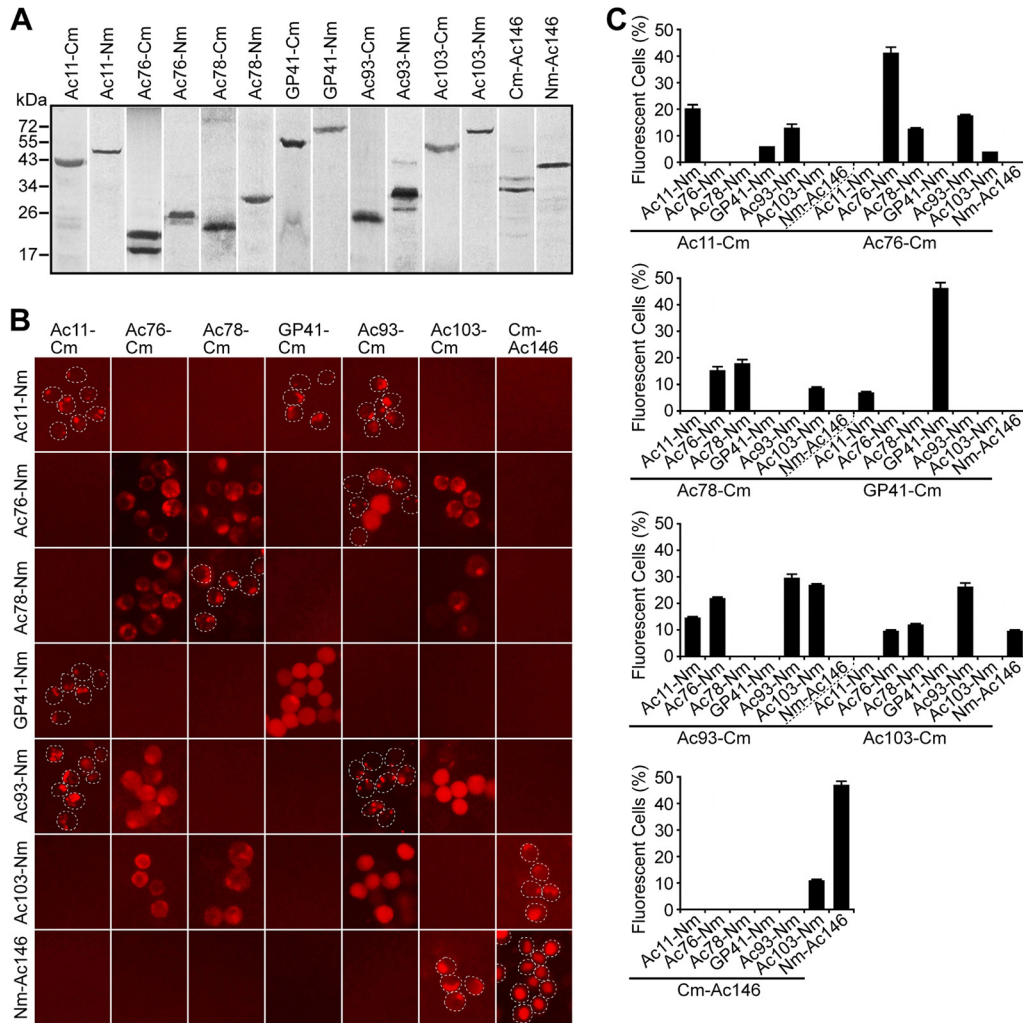 A
Ac11-Cm
Ac11-Nm
Ac76-Cm
Ac76-Nm
Ac78-Cm
Ac78-Nm
GP41-Cm
GP41-Nm
Ac93-Cm
Ac93-Nm
Ac103-Cm
Ac103-Nm
Cm-Ac146
Nm-Ac146
kDa
72
55
43
34
26
17
B
Ac11-Cm Ac76-Cm Ac78-Cm GP41-Cm Ac93-Cm Ac103-Cm Cm-Ac146
Ac11-Nm
Ac76-Nm
Ac78-Nm
GP41-Nm
Ac93-Nm
Ac103-Nm
Nm-Ac146
C
Fluorescent Cells (%)
50
40
30
20
10
0
Ac11-Nm Ac76-Nm Ac78-Nm GP41-Nm Ac93-Nm Ac103-Nm Nm-Ac146 Ac11-Nm Ac76-Nm Ac78-Nm GP41-Nm Ac93-Nm Ac103-Nm Nm-Ac146
Ac11-Cm Ac76-Cm
Fluorescent Cells (%)
50
40
30
20
10
0
Ac11-Nm Ac76-Nm Ac78-Nm GP41-Nm Ac93-Nm Ac103-Nm Nm-Ac146 Ac11-Nm Ac76-Nm Ac78-Nm GP41-Nm Ac93-Nm Ac103-Nm Nm-Ac146
Ac78-Cm GP41-Cm
Fluorescent Cells (%)
50
40
30
20
10
0
Ac11-Nm Ac76-Nm Ac78-Nm GP41-Nm Ac93-Nm Ac103-Nm Nm-Ac146 Ac11-Nm Ac76-Nm Ac78-Nm GP41-Nm Ac93-Nm Ac103-Nm Nm-Ac146
Ac93-Cm Ac103-Cm
Fluorescent Cells (%)
50
40
30
20
10
0
Ac11-Nm Ac76-Nm Ac78-Nm GP41-Nm Ac93-Nm Ac103-Nm Nm-Ac146
Cm-Ac146